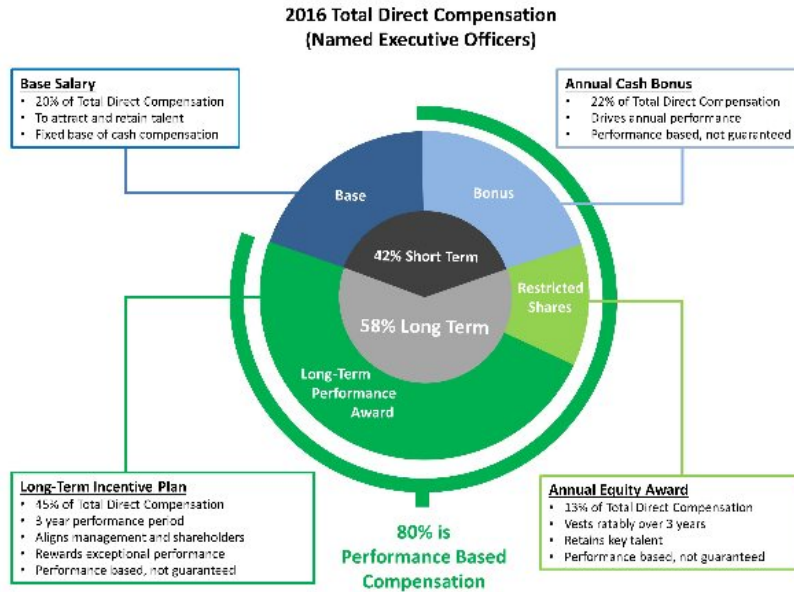 2016 Total Direct Compensation
(Named Executive Officers)
Base Salary
• 20% of Total Direct Compensation
• To attract and retain talent
• Fixed base of cash compensation
Annual Cash Bonus
• 22% of Total Direct Compensation
• Drives annual performance
• Performance based, not guaranteed
Base
Bonus
42% Short Term
Restricted
Shares
58% Long Term
Long-Term
Performance
Award
Long-Term Incentive Plan
• 45% of Total Direct Compensation
• 3 year performance period
• Aligns management and shareholders
• Rewards exceptional performance
• Performance based, not guaranteed
80% is
Performance Based
Compensation
Annual Equity Award
• 13% of Total Direct Compensation
• Vests ratably over 3 years
• Retains key talent
• Performance based, not guaranteed